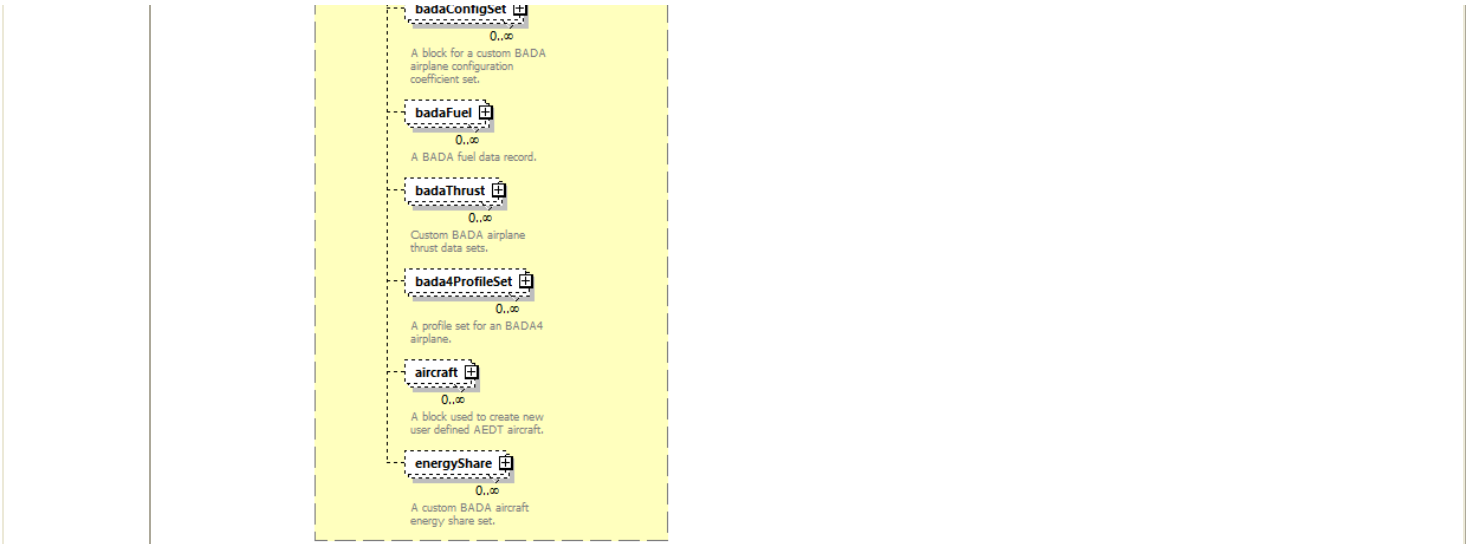 badaConfigSet
0..∞
A block for a custom BADA
airplane configuration
coefficient set.
badaFuel
0..∞
A BADA fuel data record.
badaThrust
0..∞
Custom BADA airplane
thrust data sets.
bada4ProfileSet
0..∞
A profile set for an BADA4
airplane.
aircraft
0..∞
A block used to create new
user defined AEDT aircraft.
energyShare
0..∞
A custom BADA aircraft
energy share set.